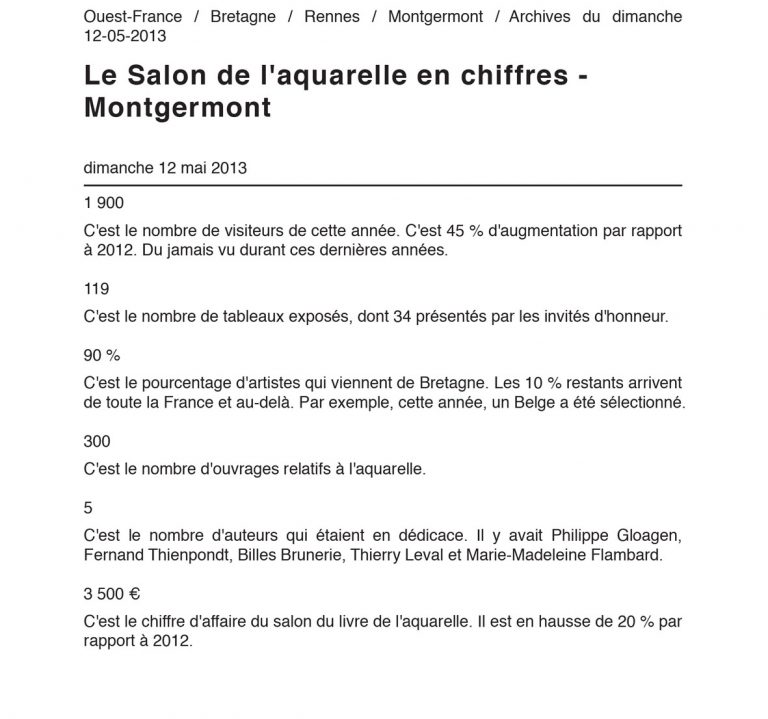 Ouest-France / Bretagne / Rennes / Montgermont / Archives du dimanche
12-05-2013
Le Salon de l'aquarelle en chiffres -
Montgermont
dimanche 12 mai 2013
1 900
C'est le nombre de visiteurs de cette année. C'est 45 % d'augmentation par rapport
à 2012. Du jamais vu durant ces dernières années.
119
C'est le nombre de tableaux exposés, dont 34 présentés par les invités d'honneur.
90 %
C'est le pourcentage d'artistes qui viennent de Bretagne. Les 10 % restants arrivent
de toute la France et au-delà. Par exemple, cette année, un Belge a été sélectionné.
300
C'est le nombre d'ouvrages relatifs à l'aquarelle.
5
C'est le nombre d'auteurs qui étaient en dédicace. Il y avait Philippe Gloagen,
Fernand Thienpondt, Billes Brunerie, Thierry Leval et Marie-Madeleine Flambard.
3 500 €
C'est le chiffre d'affaire du salon du livre de l'aquarelle. Il est en hausse de 20 % par
rapport à 2012.